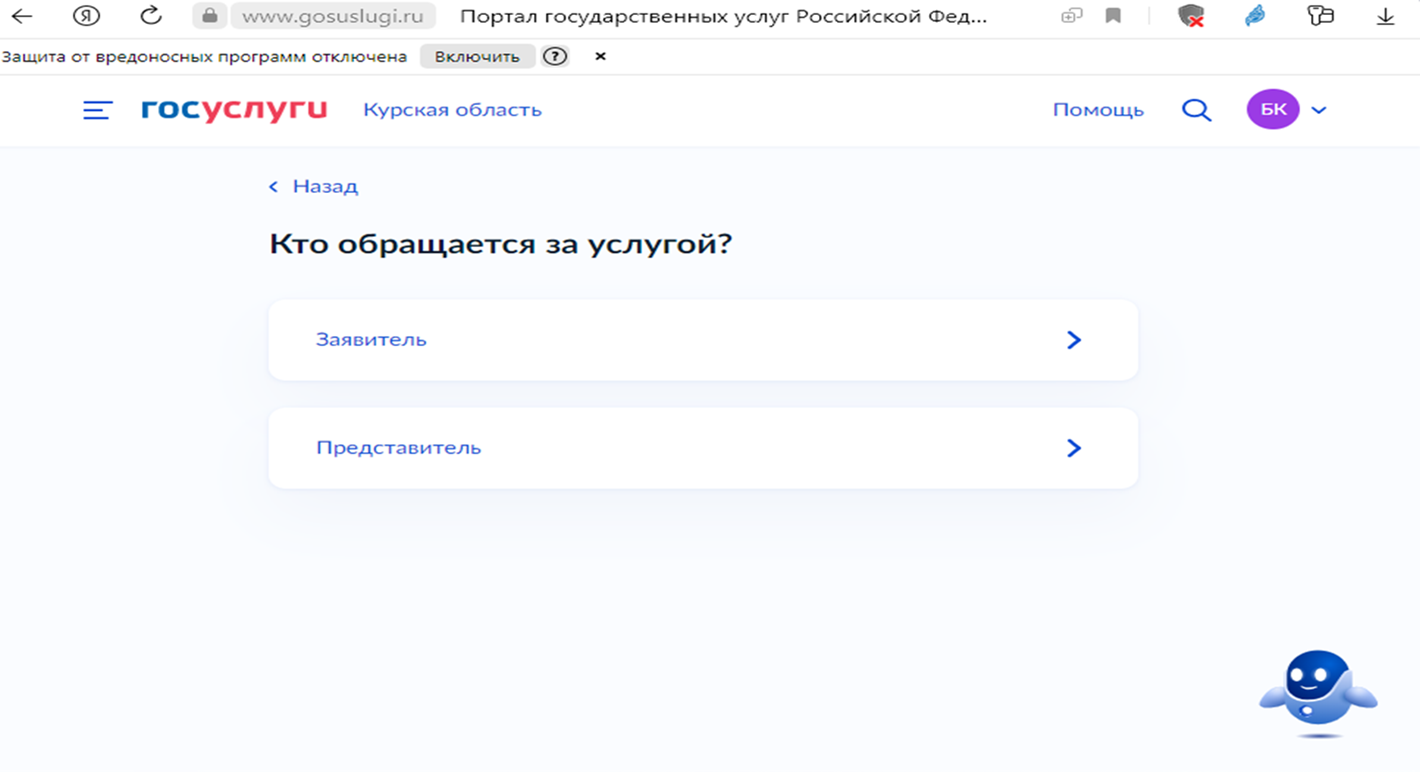 Я www.gosuslugi.ru Портал государственных услуг Российской Фед...
Защита от вредоносных программ отключена Включить ? ×
госуслуги Курская область Помощь БК
Назад
Кто обращается за услугой?
Заявитель
Представитель